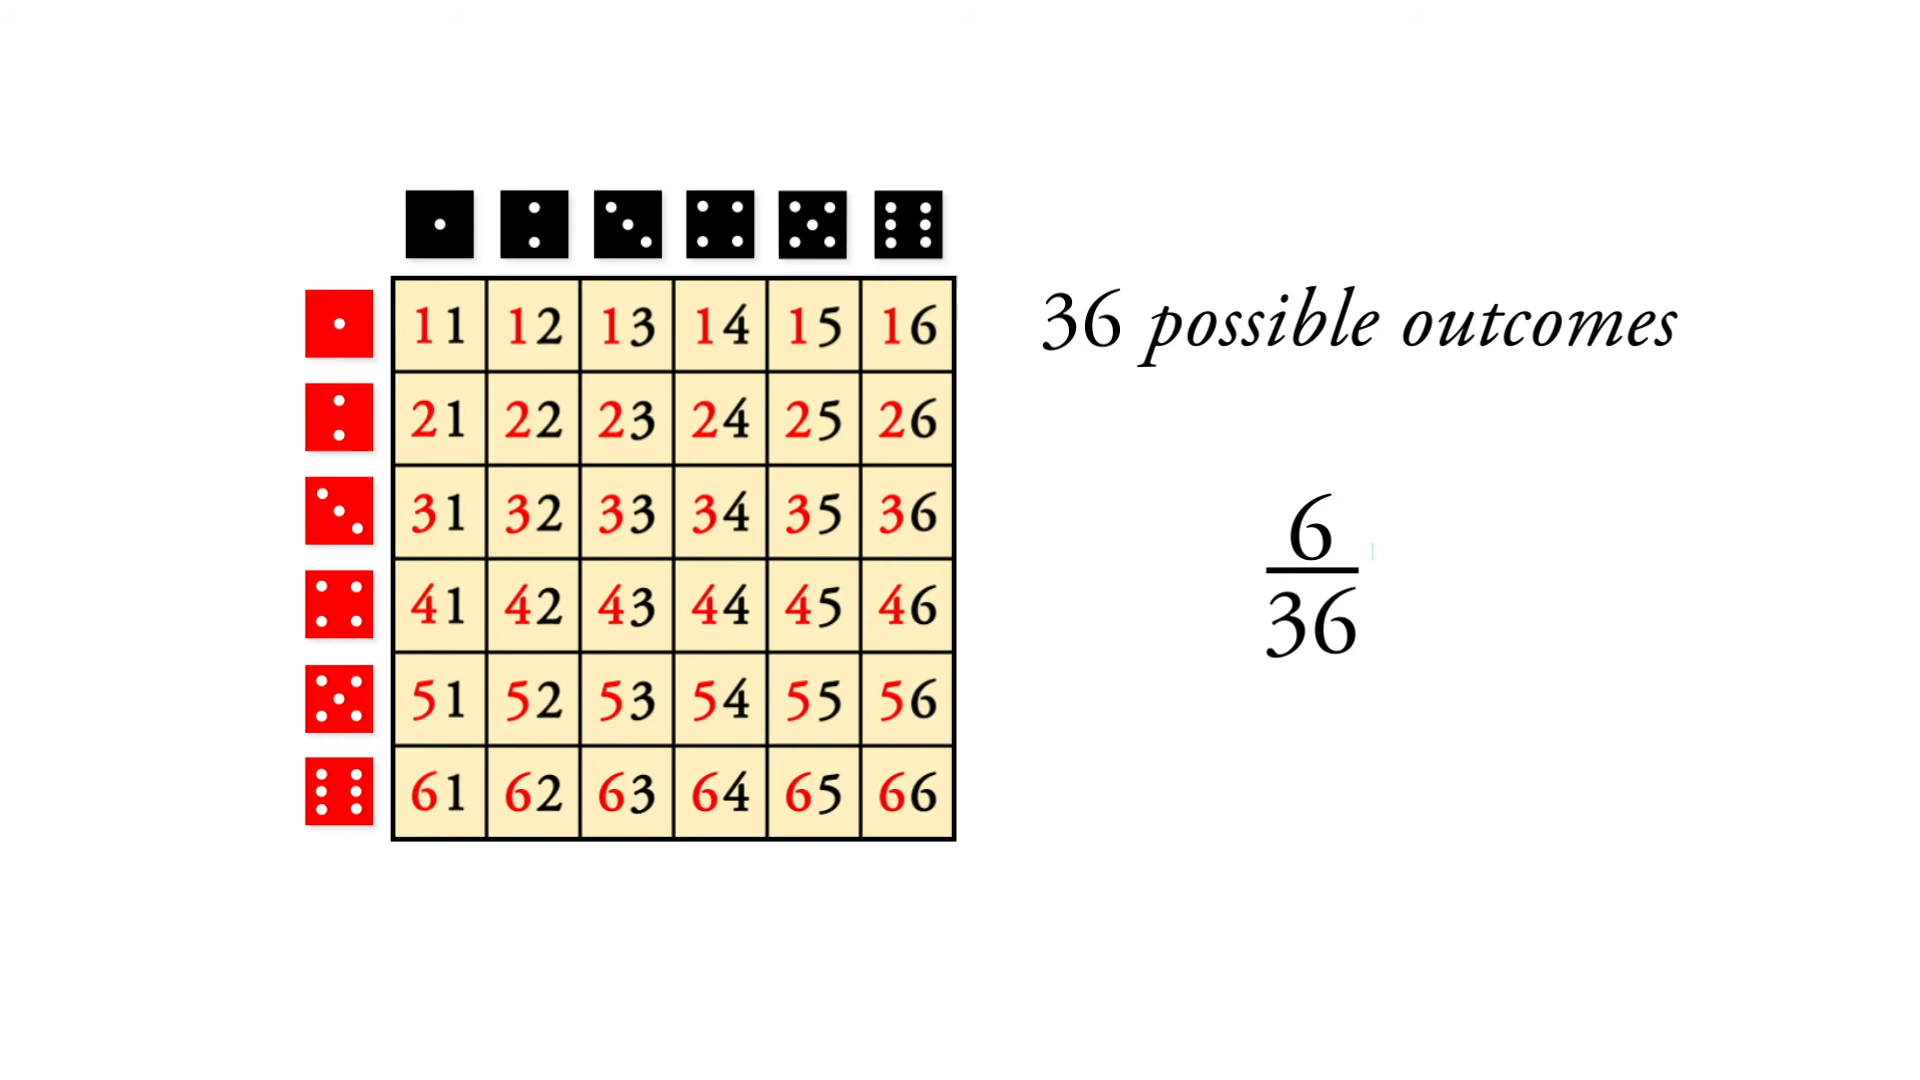 11 12 13 14 15 16
36 possible outcomes
21 22 23 24 25 26
31 32 33 34 35 36
41 42 43 44 45 46
51 52 53 54 55 56
61 62 63 64 65 66
6
36
1